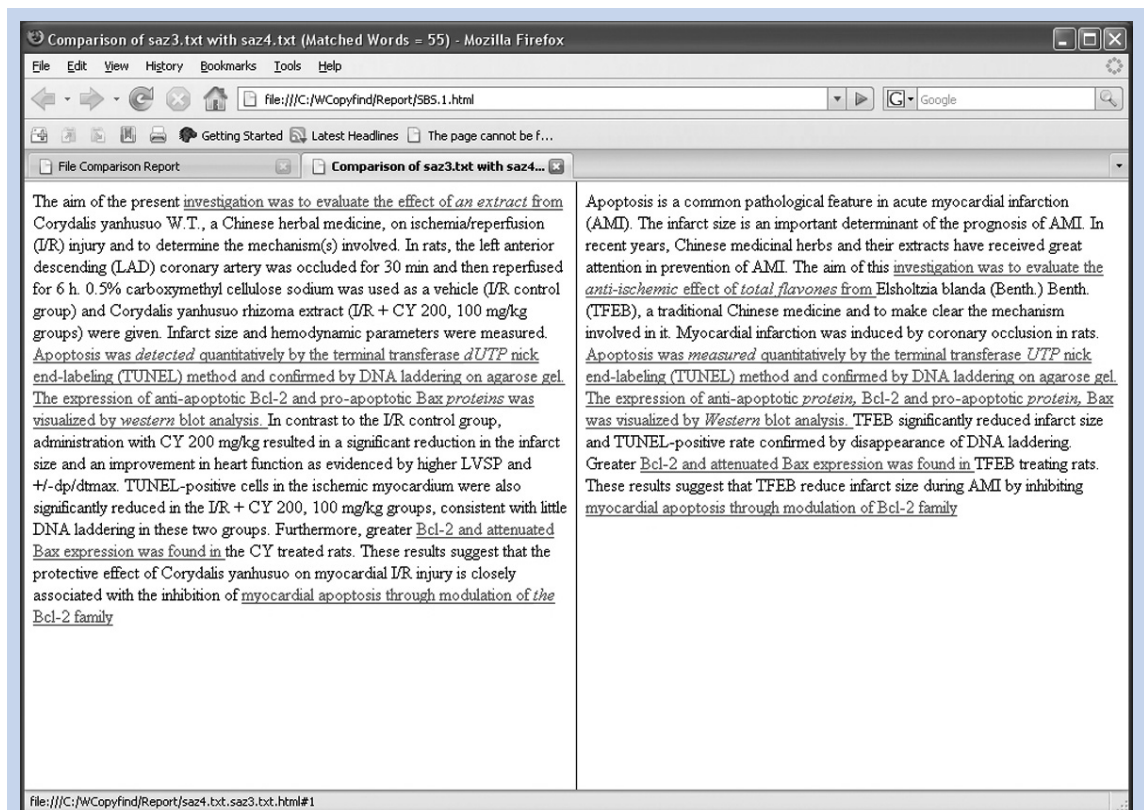 Comparison of saz3.txt with saz4.txt (Matched Words = 55) - Mozilla Firefox
File Edit View History Bookmarks Tools Help
file:///C:/WCopyfind/Report/SBS.1.html
G Google
Getting Started Latest Headlines The page cannot be f...
File Comparison Report
Comparison of saz3.txt with saz4...
The aim of the present investigation was to evaluate the effect of an extract from
Corydalis yanhusuo W.T., a Chinese herbal medicine, on ischemia/reperfusion
(I/R) injury and to determine the mechanism(s) involved. In rats, the left anterior
descending (LAD) coronary artery was occluded for 30 min and then reperfused
for 6 h. 0.5% carboxymethyl cellulose sodium was used as a vehicle (I/R control
group) and Corydalis yanhusuo rhizoma extract (I/R + CY 200, 100 mg/kg
groups) were given. Infarct size and hemodynamic parameters were measured.
Apoptosis was detected quantitatively by the terminal transferase dUTP nick
end-labeling (TUNEL) method and confirmed by DNA laddering on agarose gel.
The expression of anti-apoptotic Bcl-2 and pro-apoptotic Bax proteins was
visualized by western blot analysis. In contrast to the I/R control group,
administration with CY 200 mg/kg resulted in a significant reduction in the infarct
size and an improvement in heart function as evidenced by higher LVSP and
+/-dp/dtmax. TUNEL-positive cells in the ischemic myocardium were also
significantly reduced in the I/R + CY 200, 100 mg/kg groups, consistent with little
DNA laddering in these two groups. Furthermore, greater Bcl-2 and attenuated
Bax expression was found in the CY treated rats. These results suggest that the
protective effect of Corydalis yanhusuo on myocardial I/R injury is closely
associated with the inhibition of myocardial apoptosis through modulation of the
Bcl-2 family
Apoptosis is a common pathological feature in acute myocardial infarction
(AMI). The infarct size is an important determinant of the prognosis of AMI. In
recent years, Chinese medicinal herbs and their extracts have received great
attention in prevention of AMI. The aim of this investigation was to evaluate the
anti-ischemic effect of total flavones from Elsholtzia blanda (Benth.) Benth.
(TFEB), a traditional Chinese medicine and to make clear the mechanism
involved in it. Myocardial infarction was induced by coronary occlusion in rats.
Apoptosis was measured quantitatively by the terminal transferase UTP nick
end-labeling (TUNEL) method and confirmed by DNA laddering on agarose gel.
The expression of anti-apoptotic protein, Bcl-2 and pro-apoptotic protein, Bax
was visualized by Western blot analysis. TFEB significantly reduced infarct size
and TUNEL-positive rate confirmed by disappearance of DNA laddering.
Greater Bcl-2 and attenuated Bax expression was found in TFEB treating rats.
These results suggest that TFEB reduce infarct size during AMI by inhibiting
myocardial apoptosis through modulation of Bcl-2 family
file:///C:/WCopyfind/Report/saz4.txt.saz3.txt.html#1